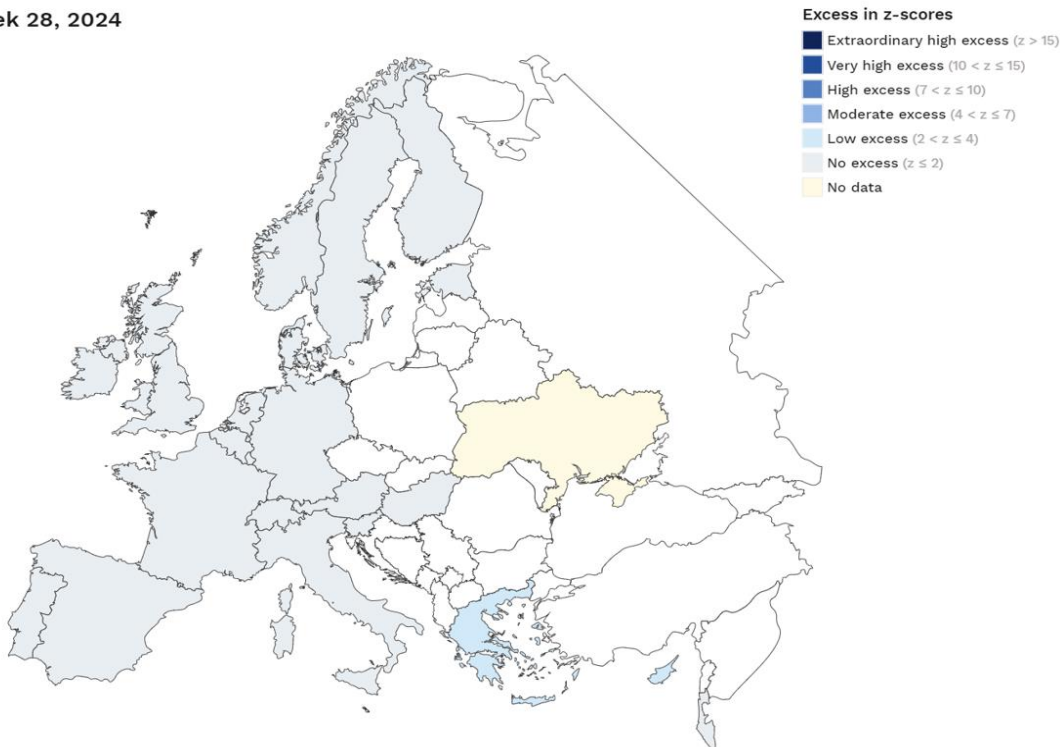 ek 28, 2024
Excess in z-scores
Extraordinary high excess (z > 15)
Very high excess (10 < z ≤ 15)
High excess (7 < z ≤ 10)
Moderate excess (4 < z ≤ 7)
Low excess (2 < z ≤ 4)
No excess (z ≤ 2)
No data